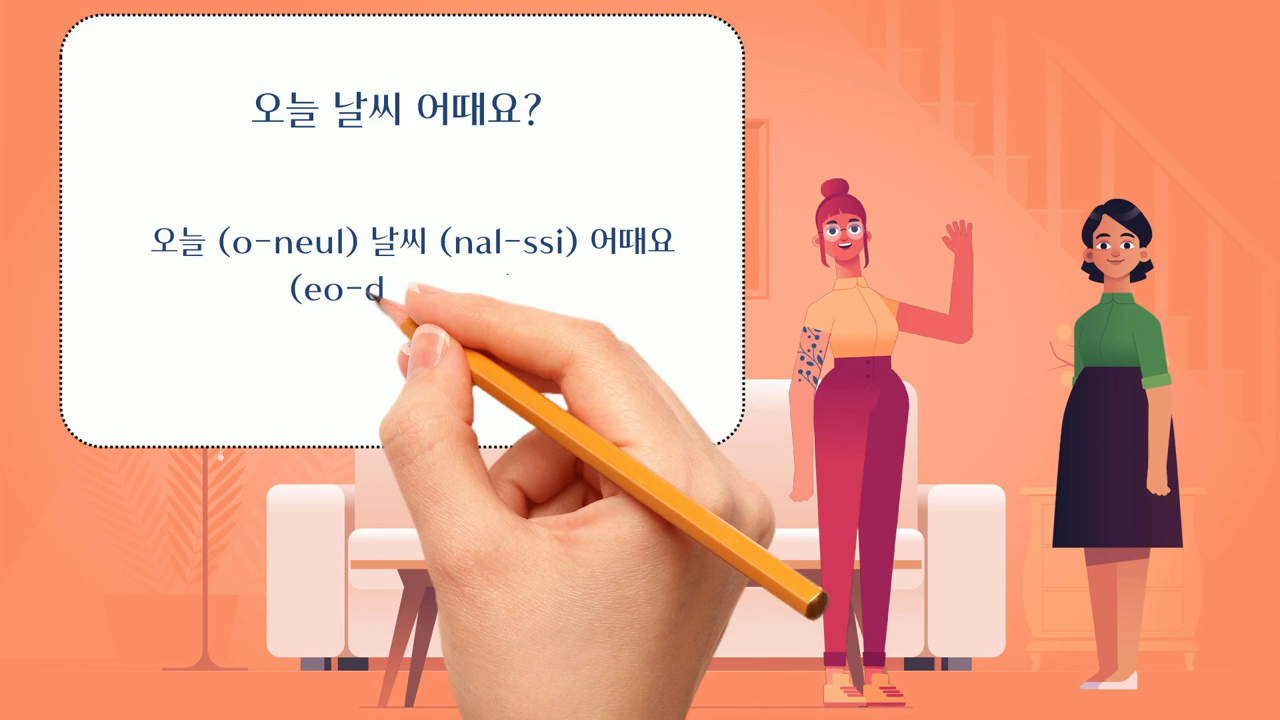 오늘 날씨 어때요?
오늘 (o-neul) 날씨 (nal-ssi) 어때요
(eo-d